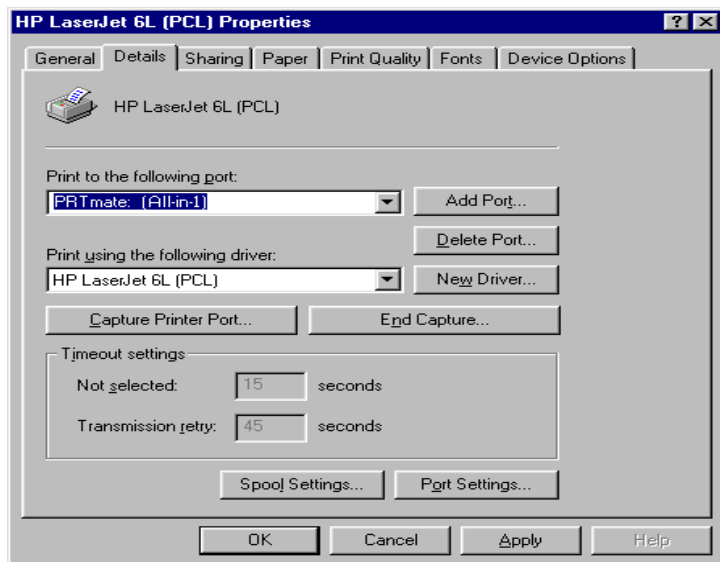 HP LaserJet 6L (PCL) Properties
General Details Sharing Paper Print Quality Fonts Device Options
HP LaserJet 6L (PCL)
Print to the following port:
PRTmate: (All-in-1) Add Port...
Delete Port...
Print using the following driver:
HP LaserJet 6L (PCL) New Driver...
Capture Printer Port... End Capture...
Timeout settings
Not selected: 15 seconds
Transmission retry: 45 seconds
Spool Settings... Port Settings...
OK Cancel Apply Help